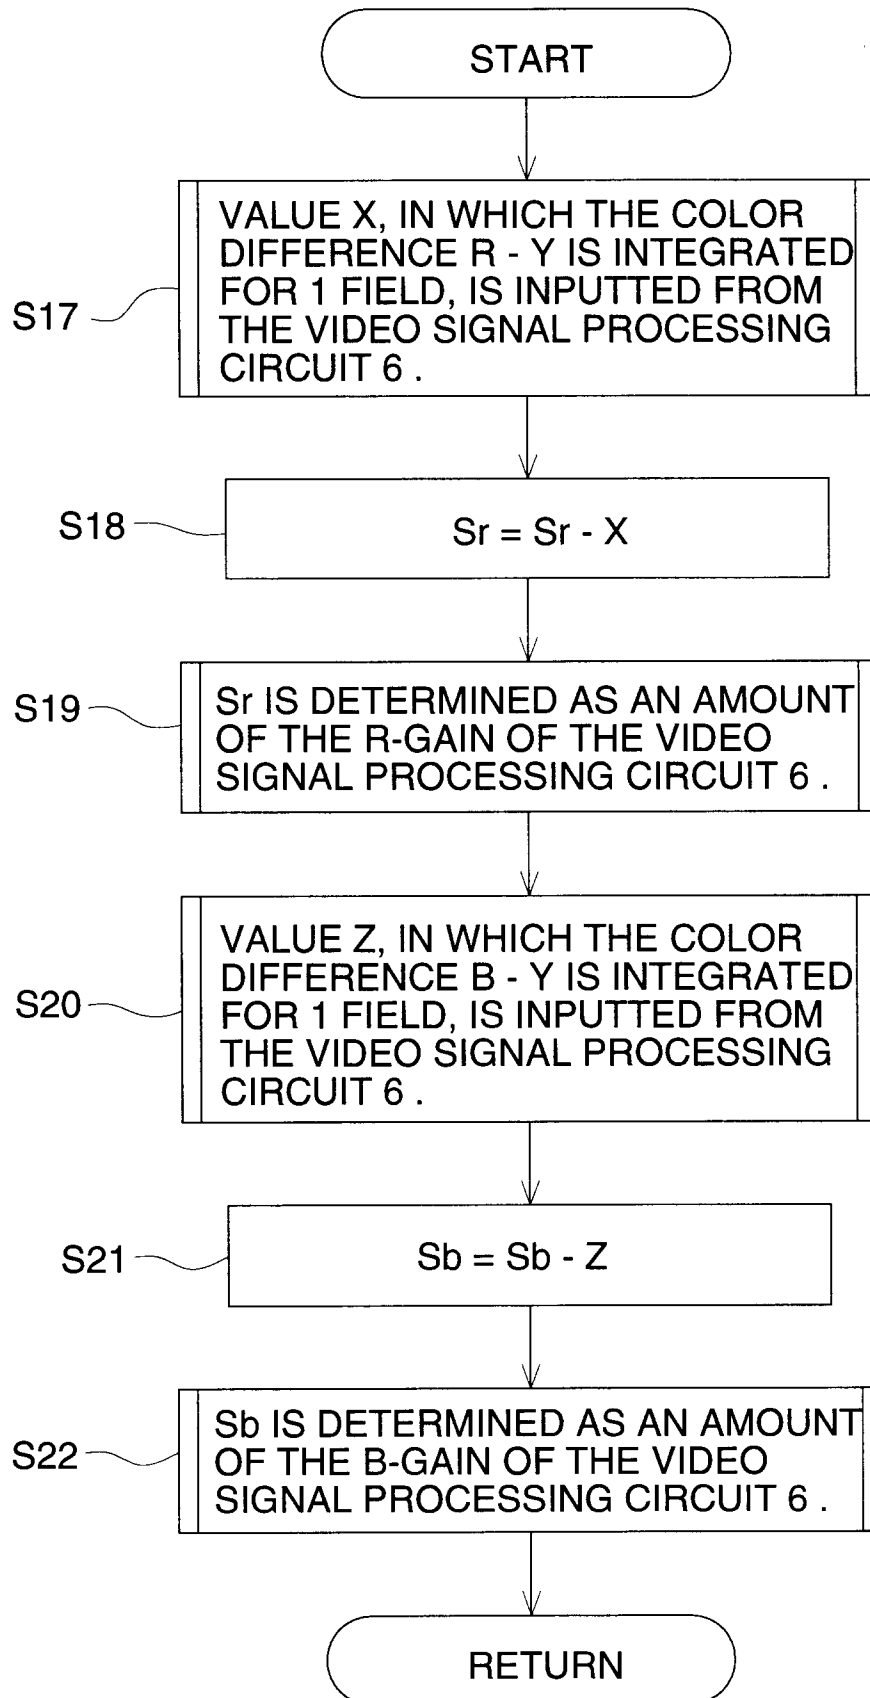 START
S17
VALUE X, IN WHICH THE COLOR
DIFFERENCE R - Y IS INTEGRATED
FOR 1 FIELD, IS INPUTTED FROM
THE VIDEO SIGNAL PROCESSING
CIRCUIT 6 .
S18
Sr = Sr - X
S19
Sr IS DETERMINED AS AN AMOUNT
OF THE R-GAIN OF THE VIDEO
SIGNAL PROCESSING CIRCUIT 6 .
S20
VALUE Z, IN WHICH THE COLOR
DIFFERENCE B - Y IS INTEGRATED
FOR 1 FIELD, IS INPUTTED FROM
THE VIDEO SIGNAL PROCESSING
CIRCUIT 6 .
S21
Sb = Sb - Z
S22
Sb IS DETERMINED AS AN AMOUNT
OF THE B-GAIN OF THE VIDEO
SIGNAL PROCESSING CIRCUIT 6 .
RETURN